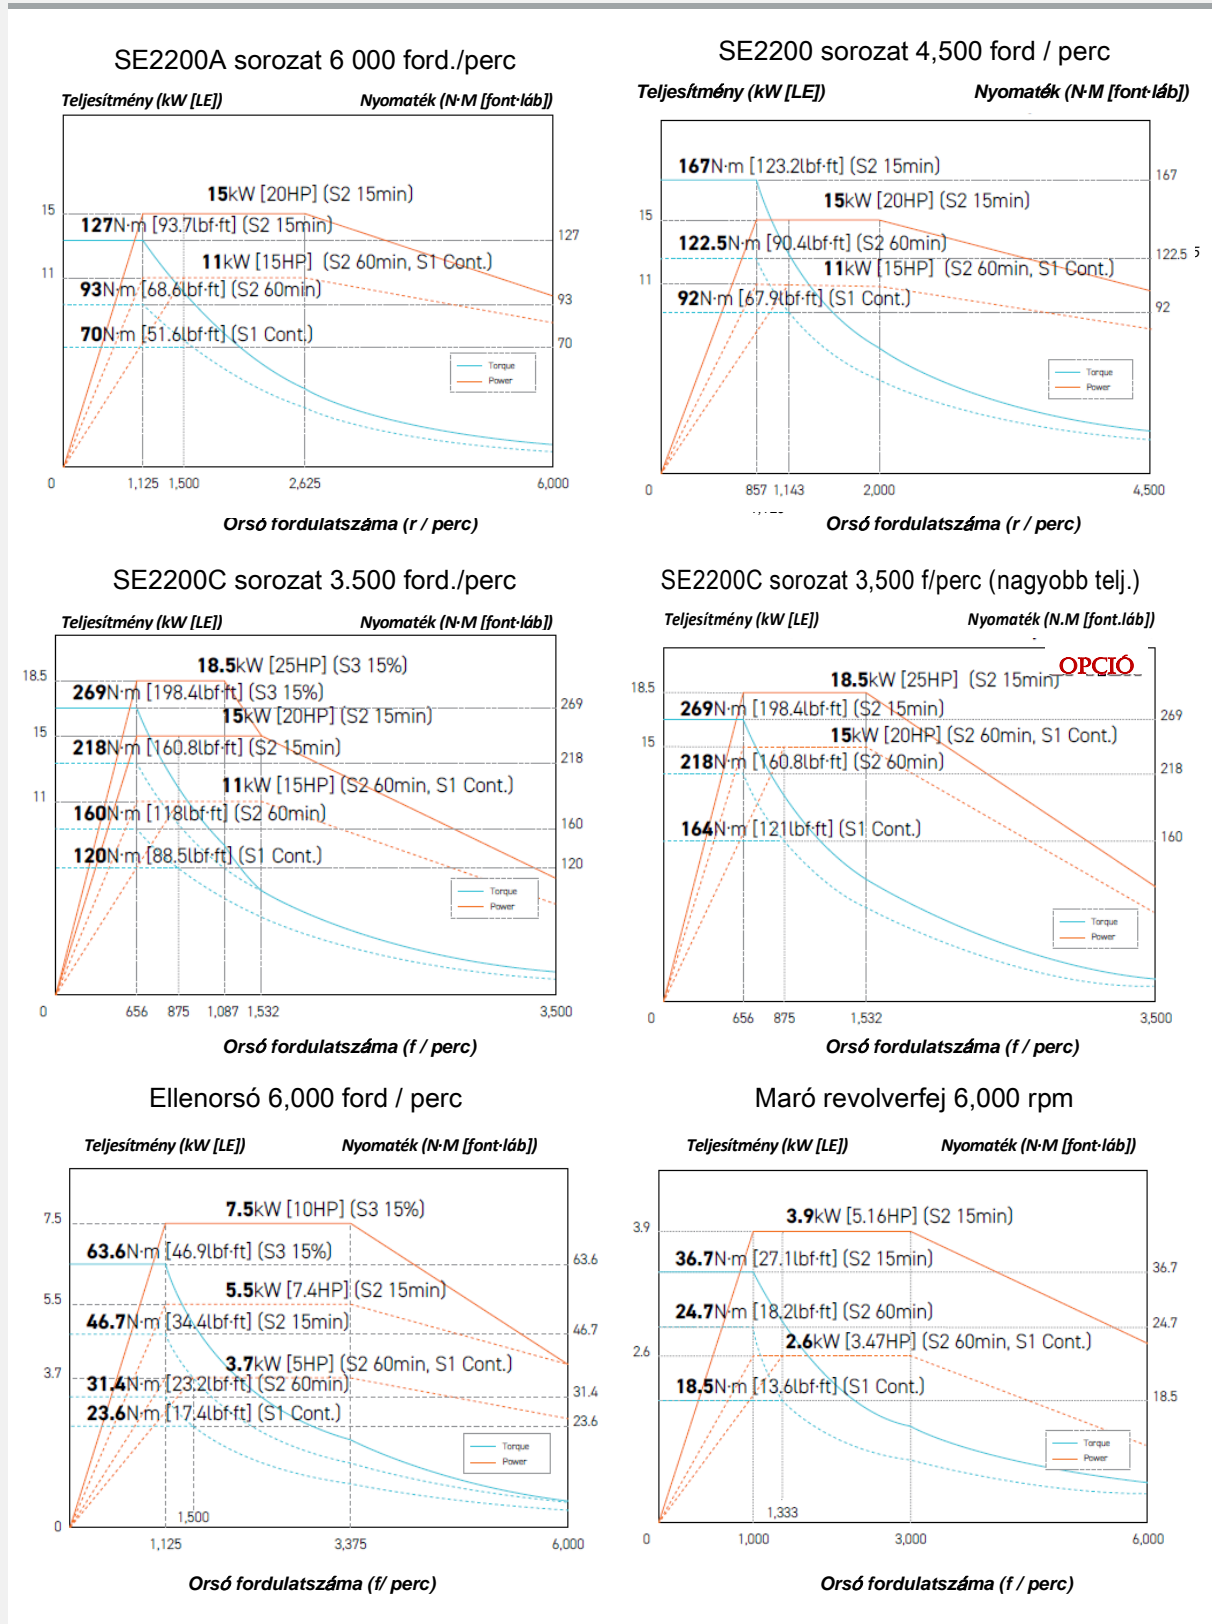 SE2200A sorozat 6 000 ford./perc
Teljesítmény (kW [LE]) Nyomaték (N·M [font·láb])
15kW [20HP] (S2 15min)
15
127N·m [93.7lbf·ft] (S2 15min)
127
11kW [15HP] (S2 60min, S1 Cont.)
11
93N·m [68.6lbf·ft] (S2 60min)
93
70N·m [51.6lbf·ft] (S1 Cont.)
70
Torque
Power
0 1,125 1,500 2,625 6,000
Orsó fordulatszáma (r / perc)
SE2200 sorozat 4,500 ford / perc
Teljesítmény (kW [LE]) Nyomaték (N·M [font·láb])
167N·m [123.2lbf·ft] (S2 15min)
167
15kW [20HP] (S2 15min)
15
122.5N·m [90.4lbf·ft] (S2 60min)
122.5 5
11kW [15HP] (S2 60min, S1 Cont.)
11
92N·m [67.9lbf·ft] (S1 Cont.)
92
Torque
Power
0 857 1,143 2,000 4,500
Orsó fordulatszáma (r / perc)
SE2200C sorozat 3.500 ford./perc
Teljesítmény (kW [LE]) Nyomaték (N·M [font·láb])
18.5kW [25HP] (S3 15%)
18.5
269N·m [198.4lbf·ft] (S3 15%)
269
15kW [20HP] (S2 15min)
15
218N·m [160.8lbf·ft] (S2 15min)
218
11kW [15HP] (S2 60min, S1 Cont.)
11
160N·m [118lbf·ft] (S2 60min)
160
120N·m [88.5lbf·ft] (S1 Cont.)
120
Torque
Power
0 656 875 1,087 1,532 3,500
Orsó fordulatszáma (f / perc)
SE2200C sorozat 3,500 f/perc (nagyobb telj.)
Teljesítmény (kW [LE]) Nyomaték (N.M [font.láb])
OPCIÓ
18.5kW [25HP] (S2 15min)
18.5
269N·m [198.4lbf·ft] (S2 15min)
269
15kW [20HP] (S2 60min, S1 Cont.)
15
218N·m [160.8lbf·ft] (S2 60min)
218
164N·m [121lbf·ft] (S1 Cont.)
160
Torque
Power
0 656 875 1,532 3,500
Orsó fordulatszáma (f / perc)
Ellenorsó 6,000 ford / perc
Teljesítmény (kW [LE]) Nyomaték (N·M [font·láb])
7.5kW [10HP] (S3 15%)
7.5
63.6N·m [46.9lbf·ft] (S3 15%)
63.6
5.5kW [7.4HP] (S2 15min)
5.5
46.7N·m [34.4lbf·ft] (S2 15min)
46.7
3.7kW [5HP] (S2 60min, S1 Cont.)
3.7
31.4N·m [23.2lbf·ft] (S2 60min)
31.4
23.6N·m [17.4lbf·ft] (S1 Cont.)
23.6
Torque
Power
1,500
0 1,125 3,375 6,000
Orsó fordulatszáma (f/ perc)
Maró revolverfej 6,000 rpm
Teljesítmény (kW [LE]) Nyomaték (N·M [font·láb])
3.9kW [5.16HP] (S2 15min)
3.9
36.7N·m [27.1lbf·ft] (S2 15min)
36.7
24.7N·m [18.2lbf·ft] (S2 60min)
24.7
2.6kW [3.47HP] (S2 60min, S1 Cont.)
2.6
18.5N·m [13.6lbf·ft] (S1 Cont.)
18.5
Torque
Power
1,333
0 1,000 3,000 6,000
Orsó fordulatszáma (f / perc)